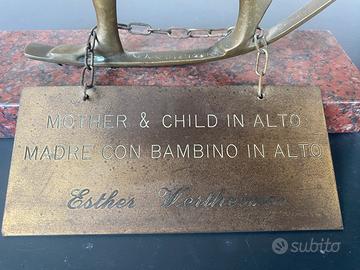 MOTHER & CHILD IN ALTO
MADRE CON BAMBINO IN ALTO
Esther Wertheimer
subito